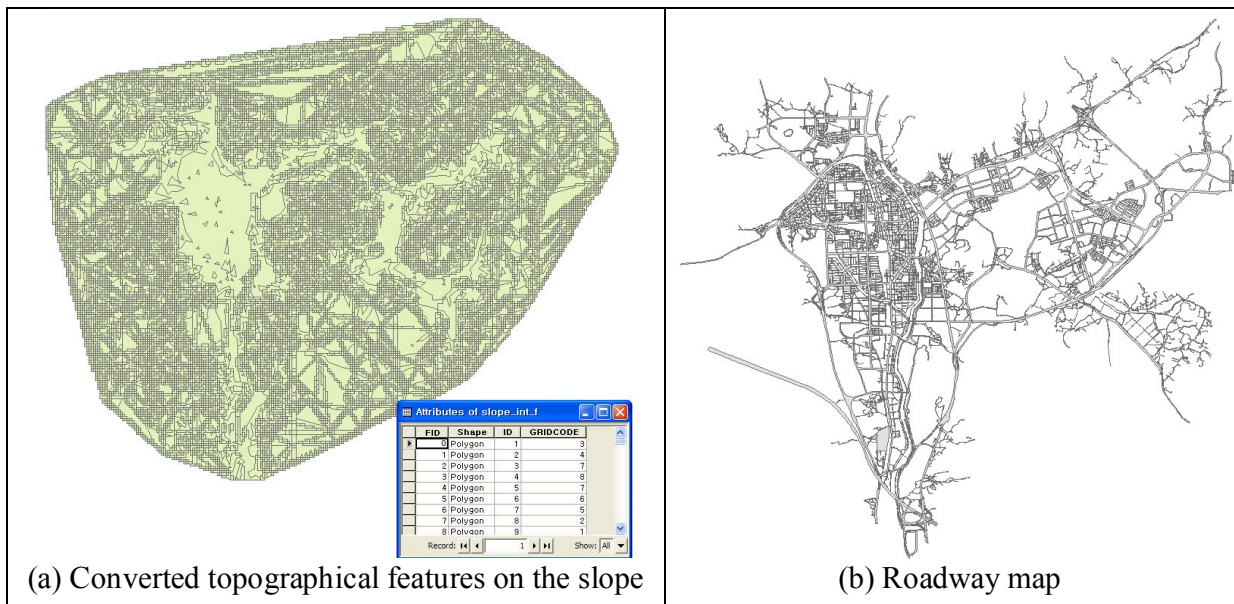 Attributes of slope_int_f
FID Shape ID GRIDCODE
0 Polygon 1 3
1 Polygon 2 4
2 Polygon 3 7
3 Polygon 4 8
4 Polygon 5 7
5 Polygon 6 6
6 Polygon 7 5
7 Polygon 8 2
8 Polygon 9 1
Record: 1 Show: All
(a) Converted topographical features on the slope
(b) Roadway map